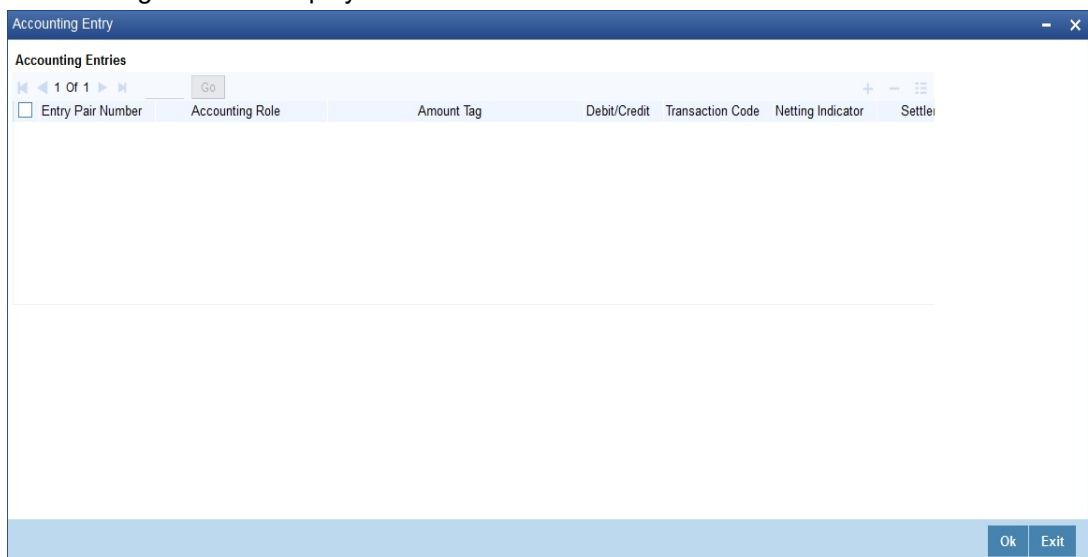 Accounting Entry
Accounting Entries
1 Of 1 Go
Entry Pair Number Accounting Role Amount Tag Debit/Credit Transaction Code Netting Indicator Settle
Ok Exit